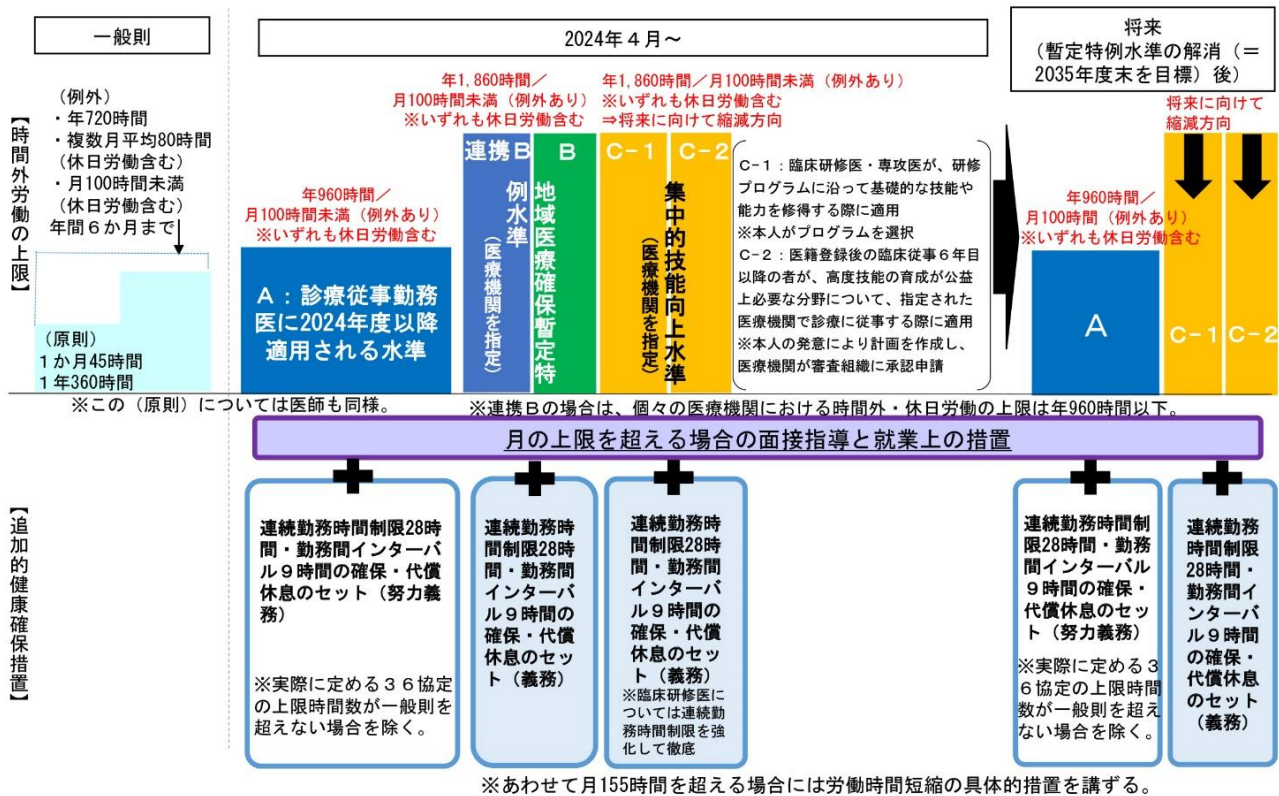 一般則
2024年４月～
将来
（暫定特例水準の解消（＝
2035年度末を目標）後）
【時間外労働の上限】
（例外）
・年720時間
・複数月平均80時間
（休日労働含む）
・月100時間未満
（休日労働含む）
年間６か月まで
（原則）
１か月45時間
１年360時間
※この（原則）については医師も同様。
年960時間／
月100時間未満（例外あり）
※いずれも休日労働含む
Ａ：診療従事勤務
医に2024年度以降
適用される水準
年1,860時間／
月100時間未満（例外あり）
※いずれも休日労働含む
連携Ｂ
Ｂ
地域医療確保暫定特
例水準
（医療機関を指定）
年1,860時間／月100時間未満（例外あり）
※いずれも休日労働含む
⇒将来に向けて縮減方向
Ｃ-１
Ｃ-２
集中的技能向上水準
（医療機関を指定）
Ｃ-１：臨床研修医・専攻医が、研修
プログラムに沿って基礎的な技能や
能力を修得する際に適用
※本人がプログラムを選択
Ｃ-２：医籍登録後の臨床従事６年目
以降の者が、高度技能の育成が公益
上必要な分野について、指定された
医療機関で診療に従事する際に適用
※本人の発意により計画を作成し、
医療機関が審査組織に承認申請
※連携Ｂの場合は、個々の医療機関における時間外・休日労働の上限は年960時間以下。
将来に向けて
縮減方向
年960時間／
月100時間（例外あり）
※いずれも休日労働含む
Ａ
Ｃ-１
Ｃ-２
月の上限を超える場合の面接指導と就業上の措置
【追加的健康確保措置】
連続勤務時間制限28時
間・勤務間インターバ
ル９時間の確保・代償
休息のセット（努力義
務）
※実際に定める３６協定
の上限時間数が一般則を
超えない場合を除く。
連続勤務時
間制限28時
間・勤務間
インターバ
ル９時間の
確保・代償
休息のセッ
ト（義務）
連続勤務時
間制限28時
間・勤務間
インターバ
ル９時間の
確保・代償
休息のセッ
ト（義務）
※臨床研修医に
ついては連続勤
務時間制限を強
化して徹底
連続勤務時間制
限28時間・勤務
間インターバル
９時間の確保・
代償休息のセッ
ト（努力義務）
※実際に定める３
６協定の上限時間
数が一般則を超え
ない場合を除く。
連続勤務
時間制限
28時間・
勤務間イン
ターバ
ル９時間
の確保・
代償休息
のセット
（義務）
※あわせて月155時間を超える場合には労働時間短縮の具体的措置を講ずる。